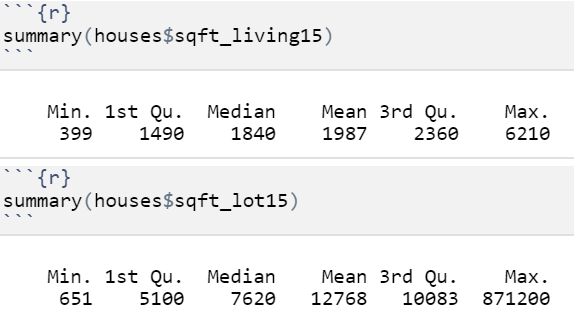 ```{r}
summary(houses$sqft_living15)
```
Min. 1st Qu. Median Mean 3rd Qu. Max.
399 1490 1840 1987 2360 6210
```{r}
summary(houses$sqft_lot15)
```
Min. 1st Qu. Median Mean 3rd Qu. Max.
651 5100 7620 12768 10083 871200